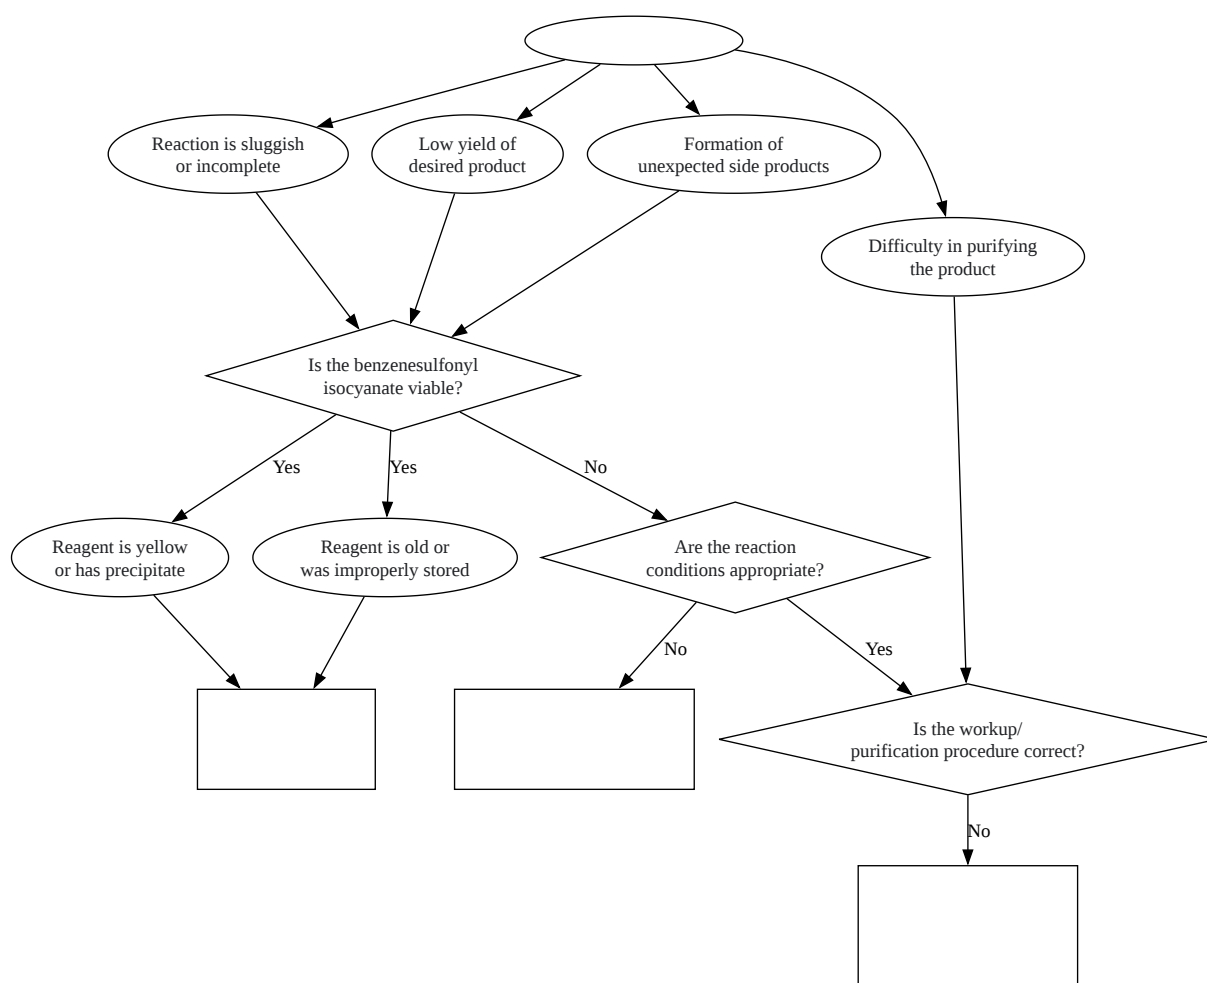 Reaction is sluggish
or incomplete
Low yield of
desired product
Formation of
unexpected side products
Difficulty in purifying
the product
Is the benzenesulfonyl
isocyanate viable?
Yes
Yes
No
Reagent is yellow
or has precipitate
Reagent is old or
was improperly stored
Are the reaction
conditions appropriate?
No
Yes
Is the workup/
purification procedure correct?
No